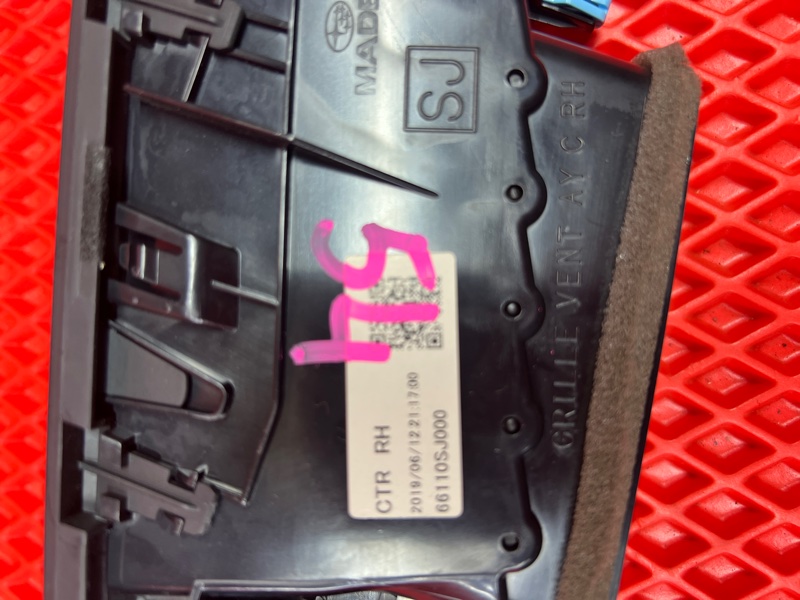 MADE
SJ
CTR RH
2019/06/12 21:17:00
66110SJ000
GRILLE VENT AY C RH